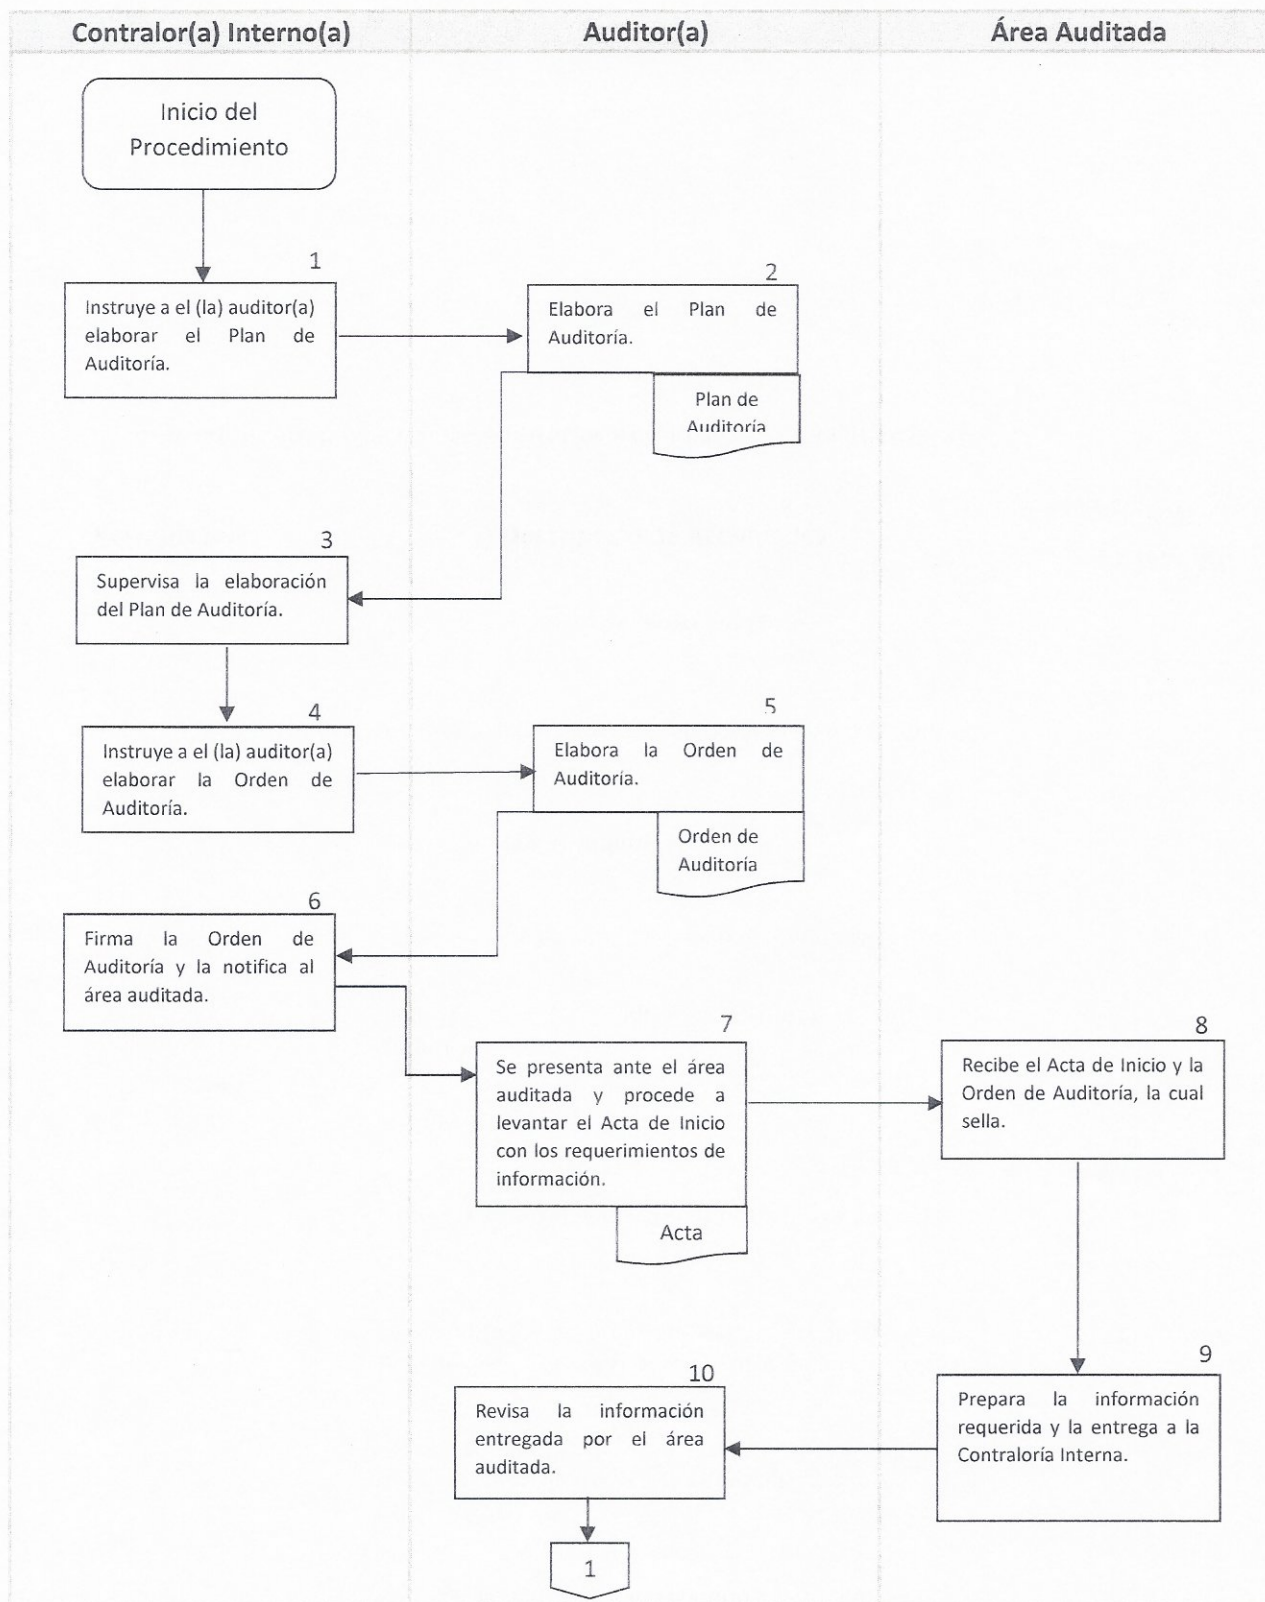 Contralor(a) Interno(a)
Auditor(a)
Área Auditada
Inicio del
Procedimiento
1
Instruye a el (la) auditor(a)
elaborar el Plan de
Auditoría.
2
Elabora el Plan de
Auditoría.
Plan de
Auditoría
3
Supervisa la elaboración
del Plan de Auditoría.
4
Instruye a el (la) auditor(a)
elaborar la Orden de
Auditoría.
5
Elabora la Orden de
Auditoría.
Orden de
Auditoría
6
Firma la Orden de
Auditoría y la notifica al
área auditada.
7
Se presenta ante el área
auditada y procede a
levantar el Acta de Inicio
con los requerimientos de
información.
Acta
8
Recibe el Acta de Inicio y la
Orden de Auditoría, la cual
sella.
9
Prepara la información
requerida y la entrega a la
Contraloría Interna.
10
Revisa la información
entregada por el área
auditada.
1